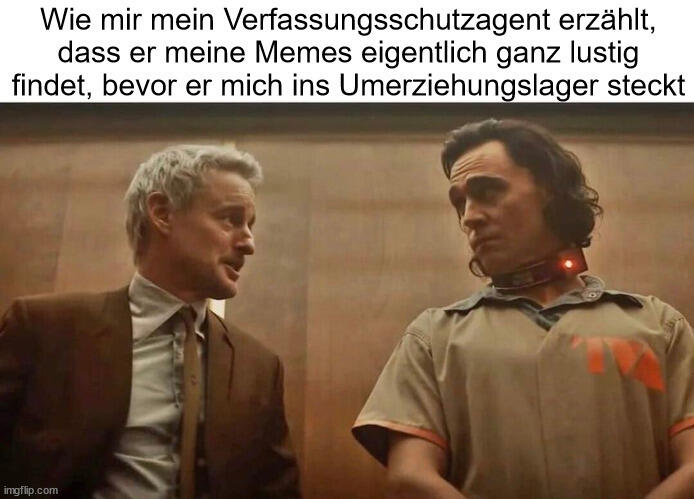 Wie mir mein Verfassungsschutzagent erzählt,
dass er meine Memes eigentlich ganz lustig
findet, bevor er mich ins Umerziehungslager steckt
TVA
imgflip.com